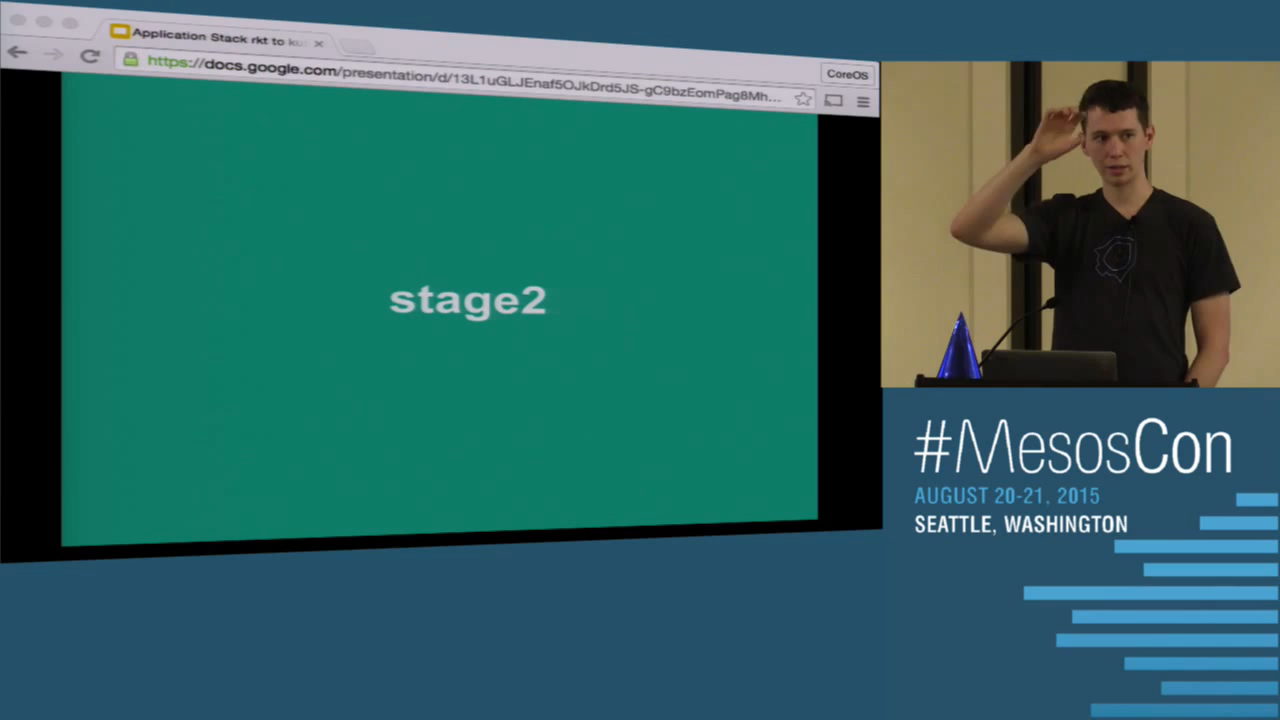 Application Stack rkt to
https://docs.google.com/presentation/d/13L1uGLJEnaf5OJkDrd5JS-gC9bzEomPag8Mh...
CoreOS
stage2
#MesosCon
AUGUST 20-21, 2015
SEATTLE, WASHINGTON